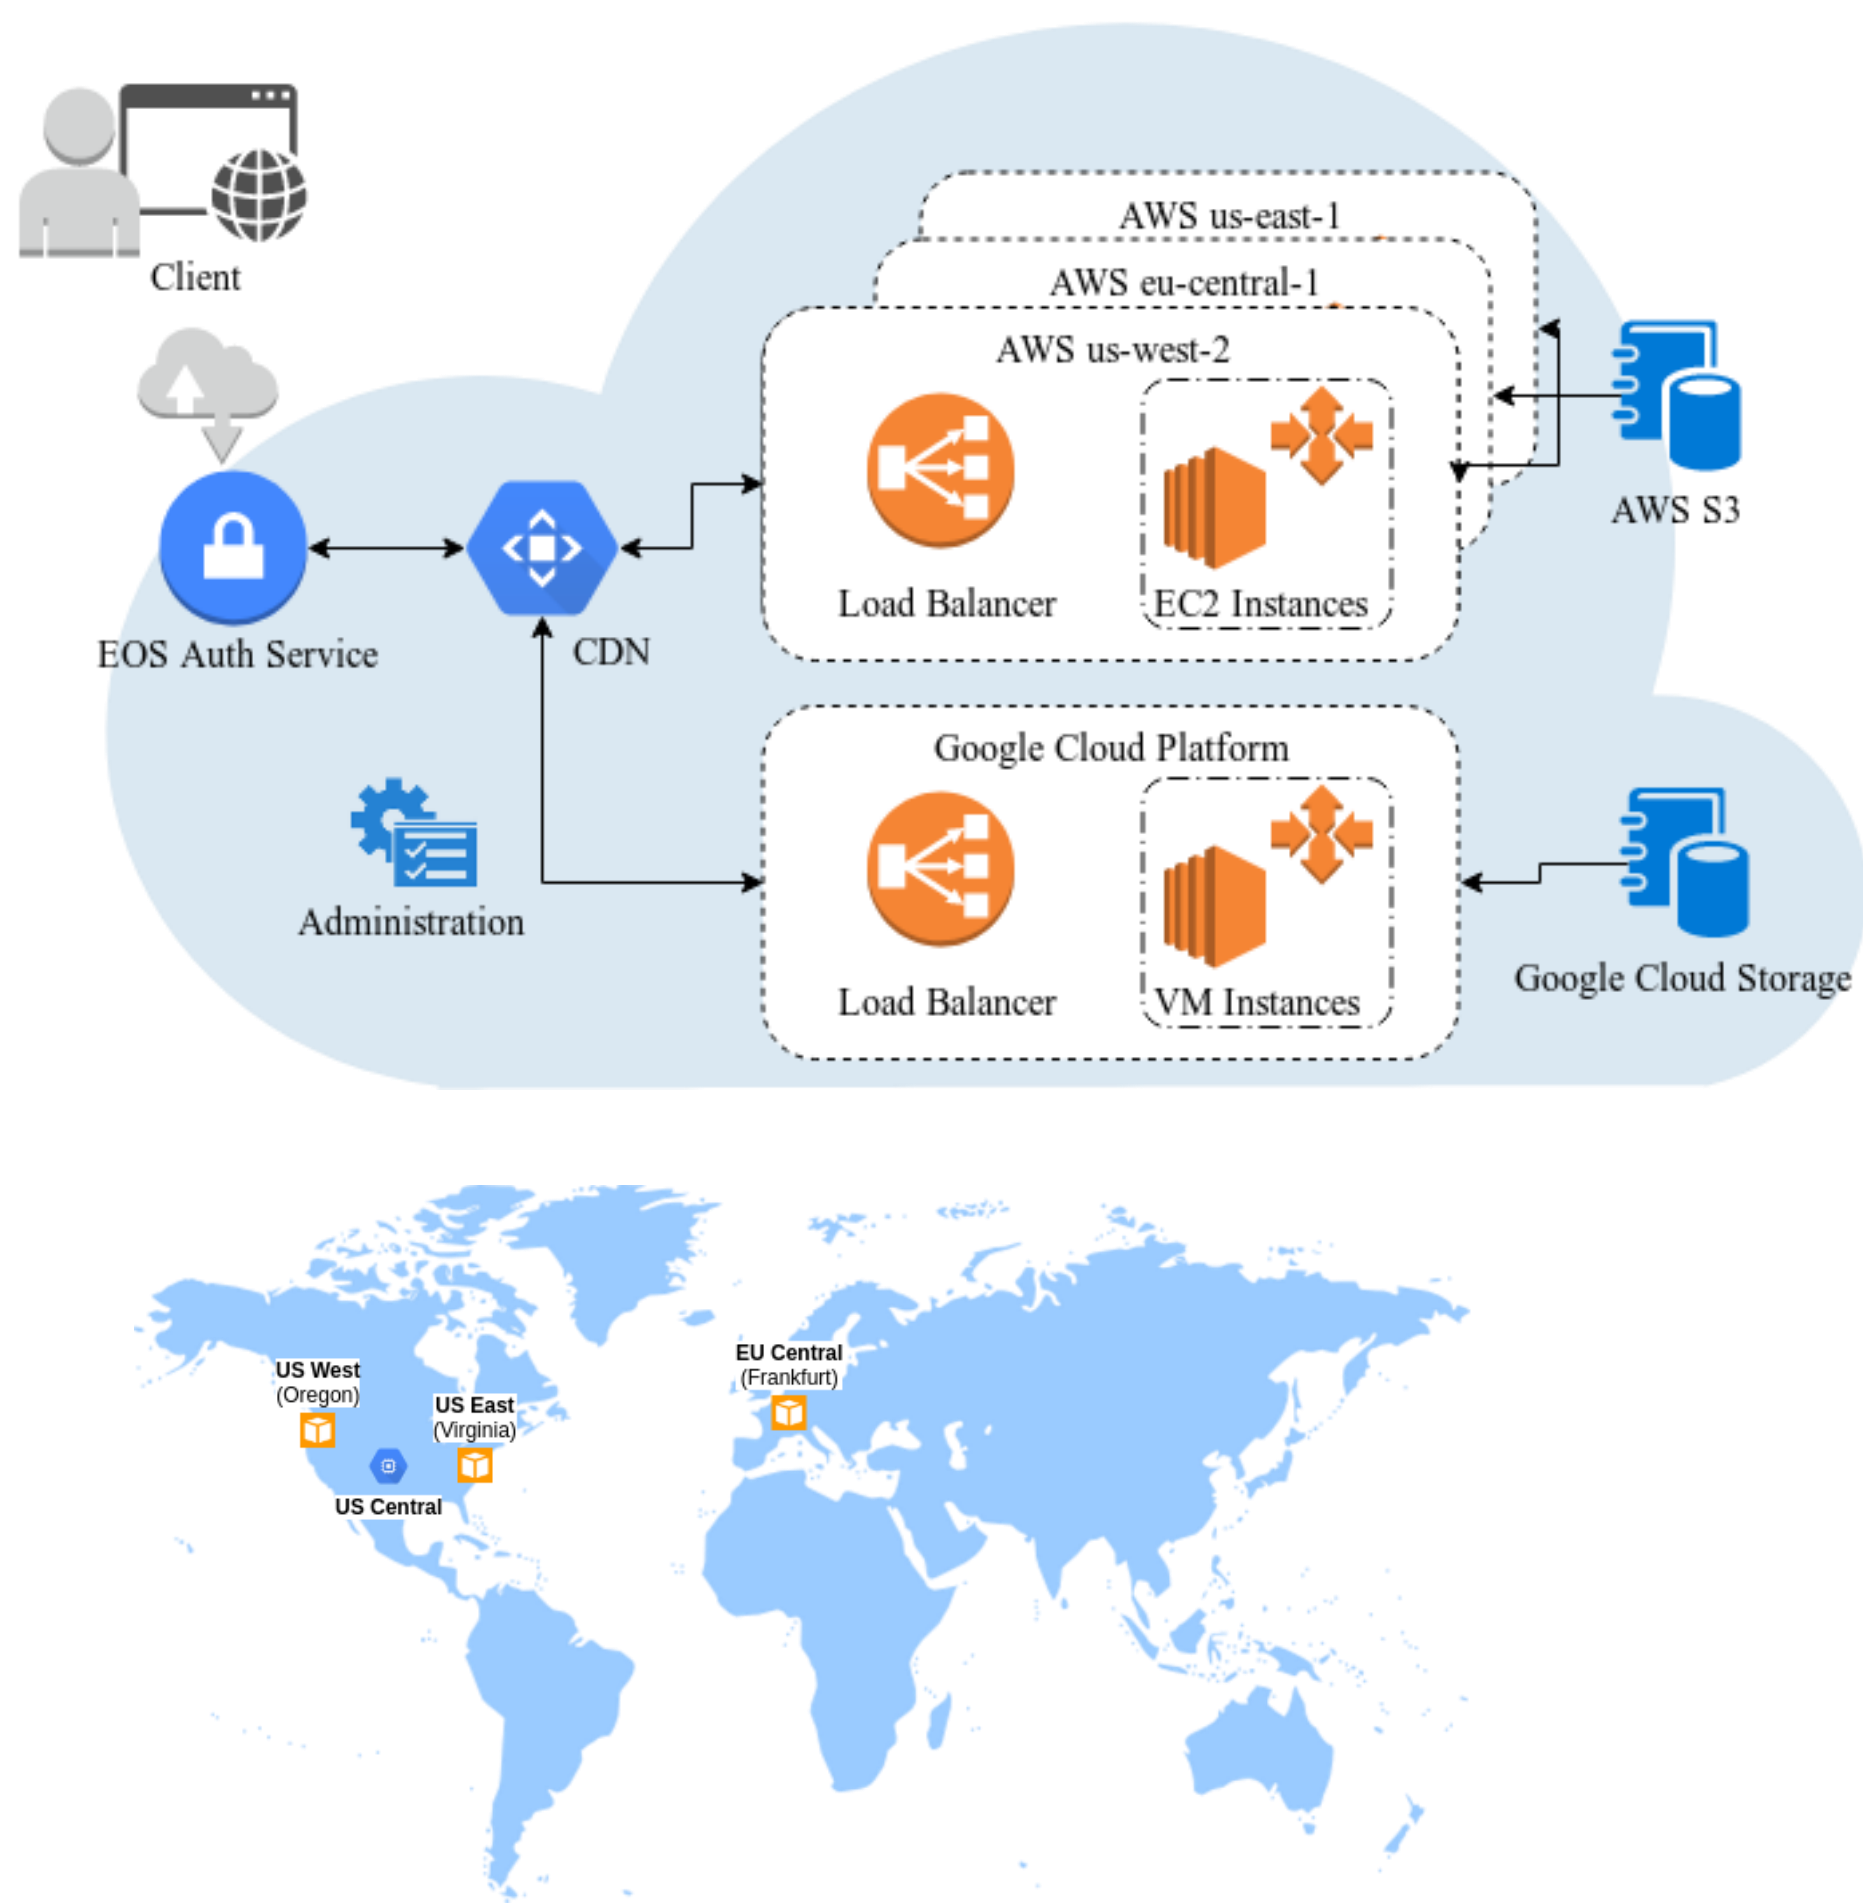 Client
AWS us-east-1
AWS eu-central-1
AWS us-west-2
AWS S3
Load Balancer
EC2 Instances
EOS Auth Service
CDN
Google Cloud Platform
Administration
Google Cloud Storage
Load Balancer
VM Instances
EU Central
(Frankfurt)
US West
(Oregon)
US East
(Virginia)
US Central